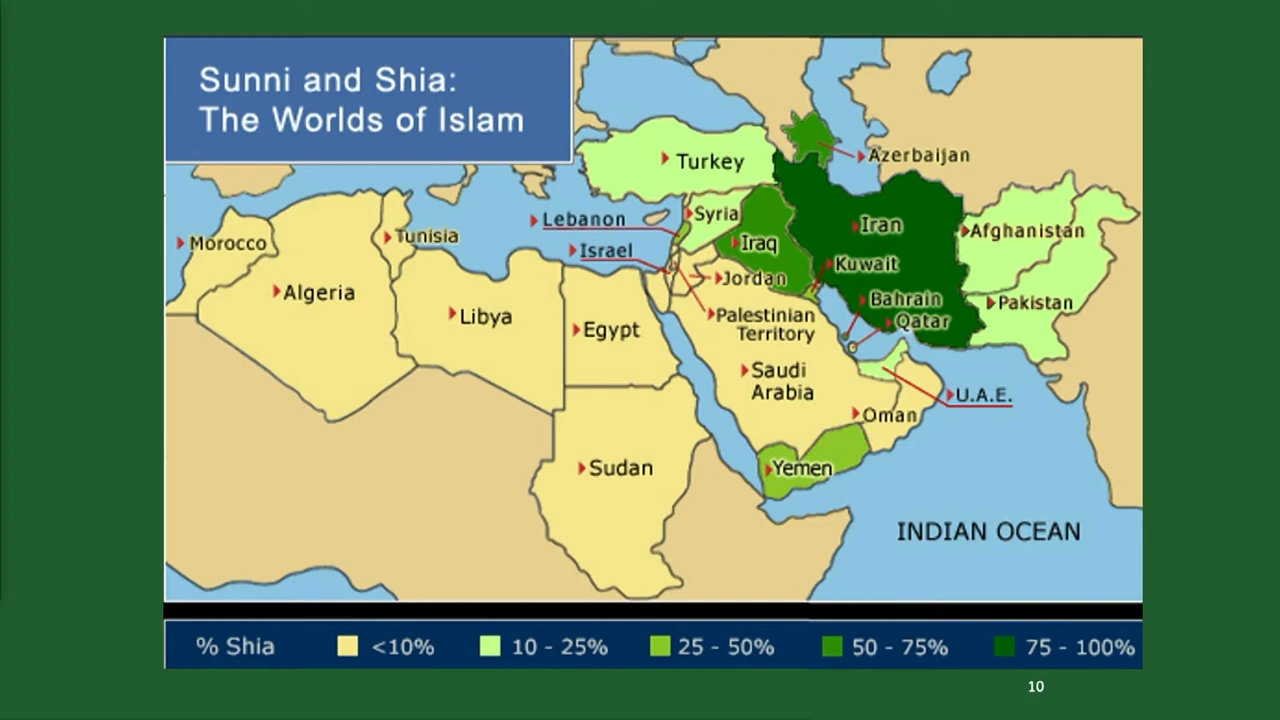 Sunni and Shia:
The Worlds of Islam
Azerbaijan
Turkey
Lebanon
Syria
Iran
Afghanistan
Morocco
Tunisia
Israel
Iraq
Kuwait
Jordan
Algeria
Bahrain
Pakistan
Libya
Palestinian
Territory
Qatar
Egypt
Saudi
Arabia
U.A.E.
Oman
Sudan
Yemen
INDIAN OCEAN
% Shia <10% 10 - 25% 25 - 50% 50 - 75% 75 - 100%
10